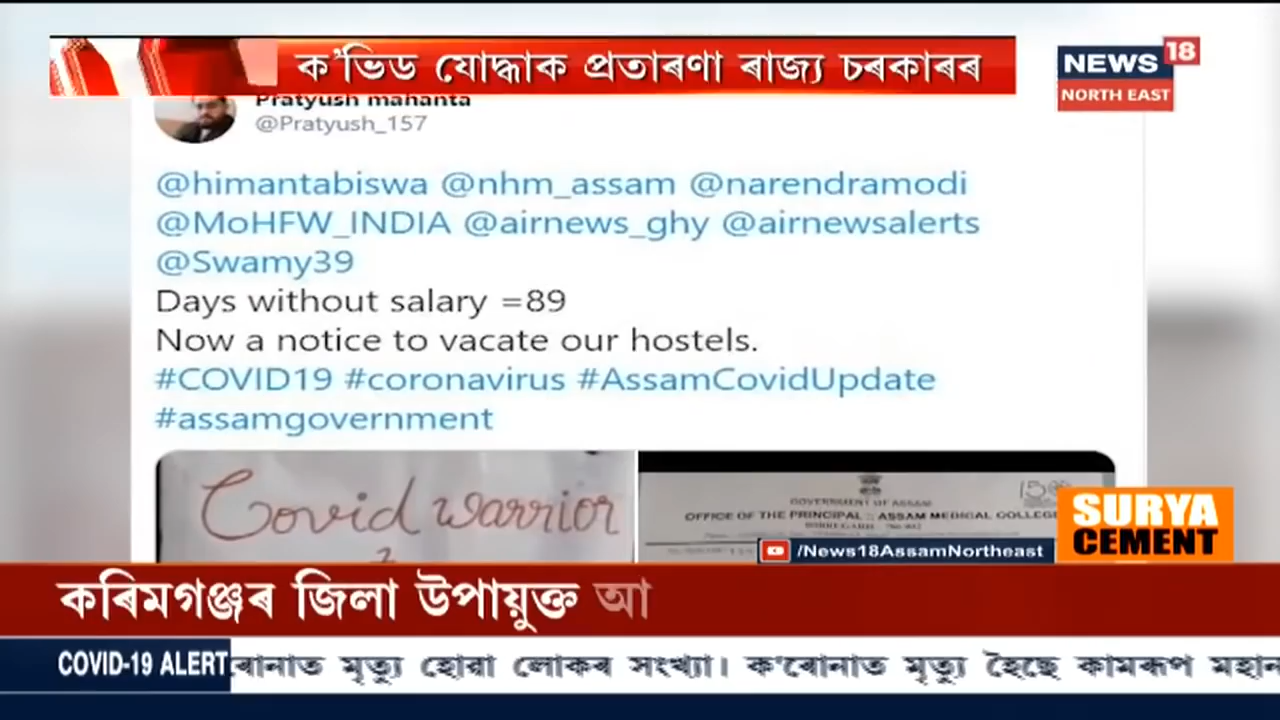 ক'ভিড যোদ্ধাক প্ৰতাৰণা ৰাজ্য চৰকাৰৰ
NEWS 18
NORTH EAST
Pratyush mahanta
@Pratyush_157
@himantabiswa @nhm_assam @narendramodi
@MoHFW_INDIA @airnews_ghy @airnewsalerts
@Swamy39
Days without salary =89
Now a notice to vacate our hostels.
#COVID19 #coronavirus #AssamCovidUpdate
#assamgovernment
Covid warrior
GOVERNMENT OF ASSAM
OFFICE OF THE PRINCIPAL :: ASSAM MEDICAL COLLEGE
SURYA
CEMENT
/News18AssamNortheast
কৰিমগঞ্জৰ জিলা উপায়ুক্ত আ
COVID-19 ALERT ৰোনাত মৃত্যু হোৱা লোকৰ সংখ্যা। ক'ৰোনাত মৃত্যু হৈছে কামৰূপ মহান